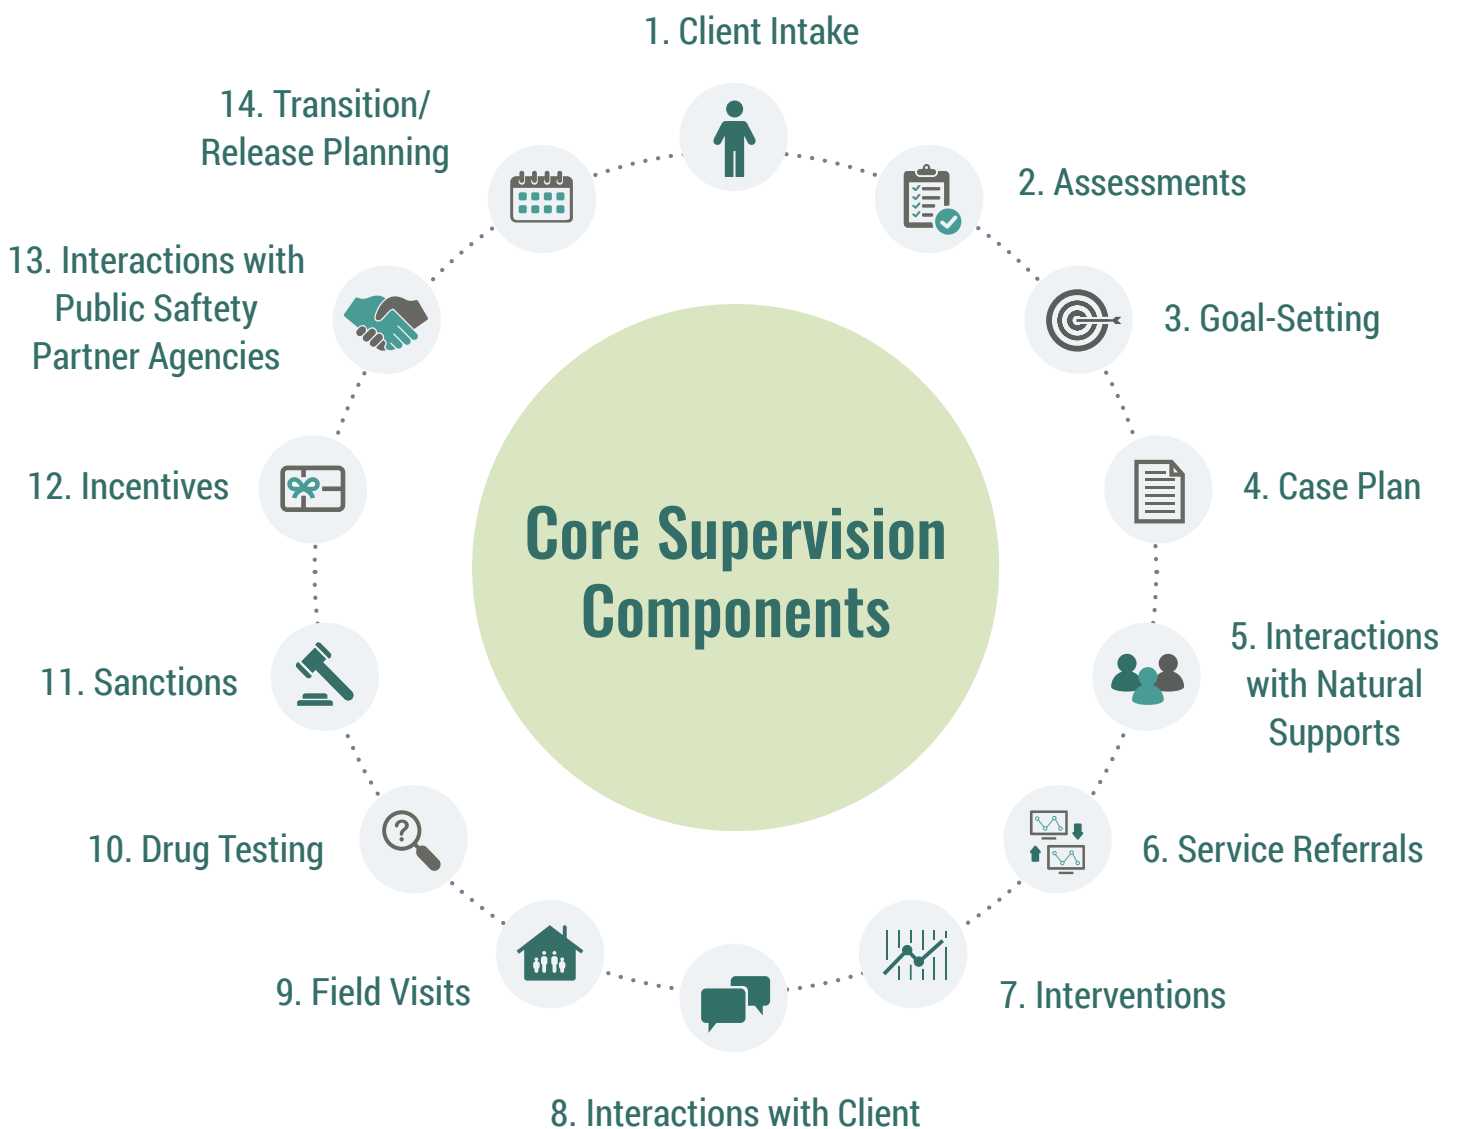 1. Client Intake
2. Assessments
3. Goal-Setting
4. Case Plan
5. Interactions
with Natural
Supports
6. Service Referrals
7. Interventions
8. Interactions with Client
9. Field Visits
10. Drug Testing
11. Sanctions
12. Incentives
13. Interactions with
Public Saftety
Partner Agencies
14. Transition/
Release Planning
Core Supervision
Components
?